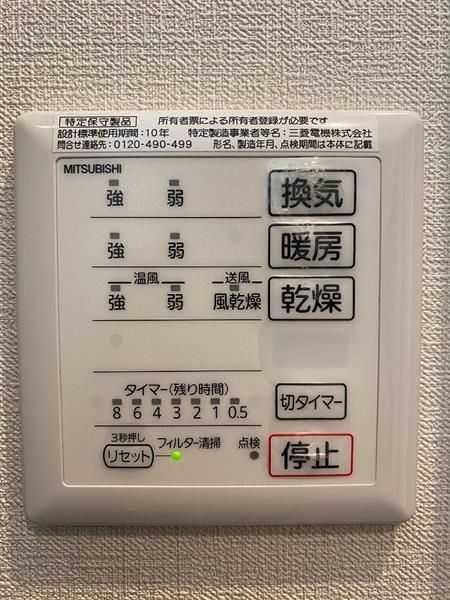 特定保守製品 所有者票による所有者登録が必要です
設計標準使用期間:10年 特定製造事業者等名:三菱電機株式会社
問合せ連絡先:0120-490-499 形名、製造年月、点検期間は本体に記載
MITSUBISHI
強 弱 換気
強 弱 暖房
温風 送風
強 弱 風乾燥 乾燥
タイマー(残り時間)
8 6 4 3 2 1 0.5 切タイマー
3秒押し
リセット フィルター清掃 点検 停止